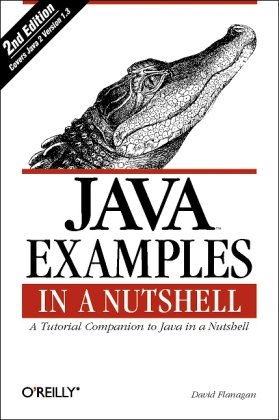 2nd Edition
Covers Java 2 Version 1.3
JAVA™
EXAMPLES
IN A NUTSHELL
A Tutorial Companion to Java in a Nutshell
O'REILLY®
David Flanagan